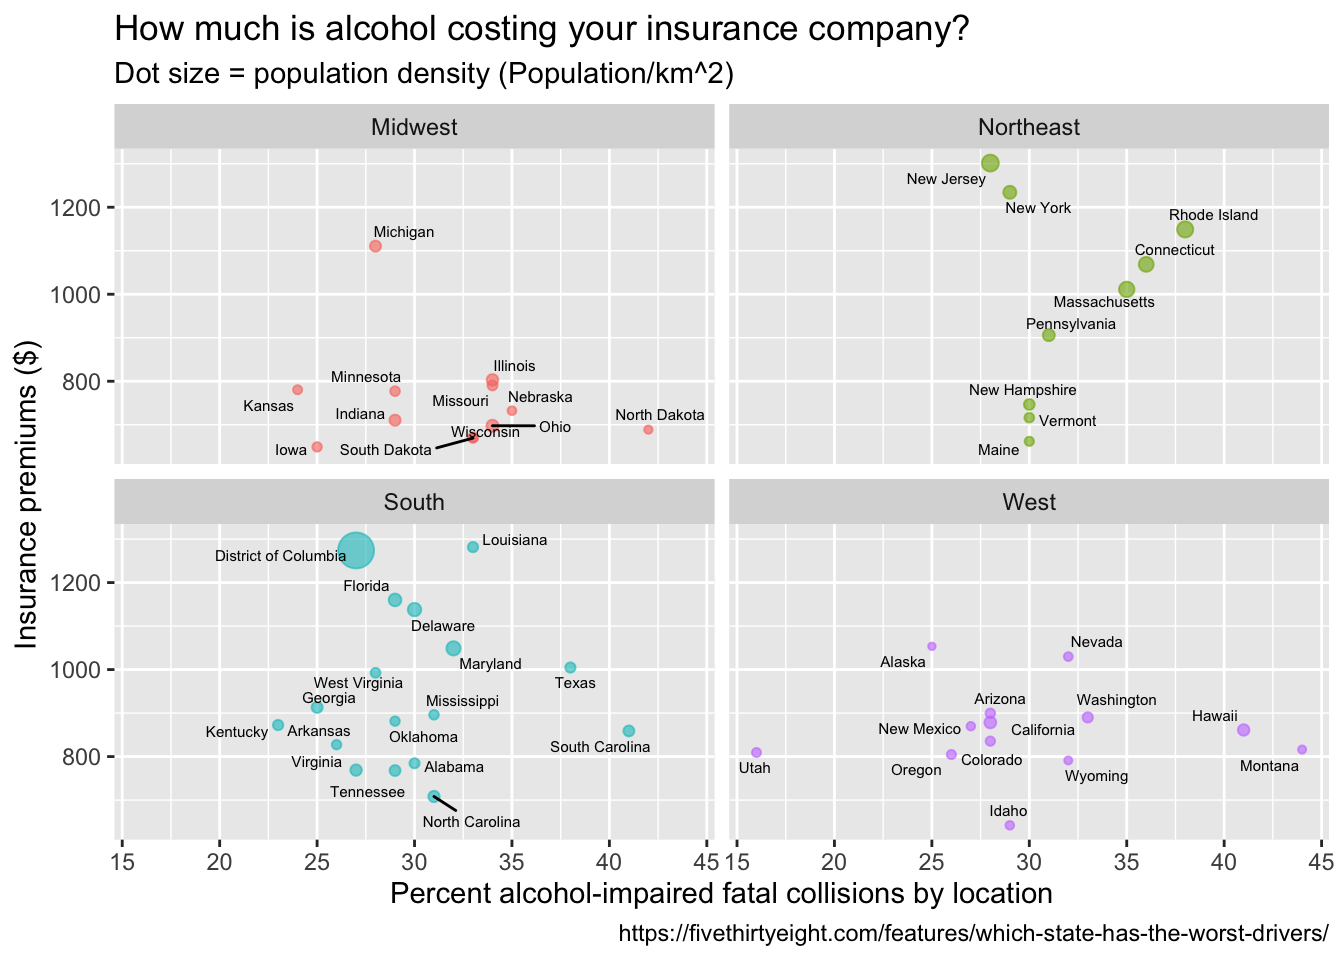 How much is alcohol costing your insurance company?
Dot size = population density (Population/km^2)
Midwest
Northeast
New Jersey
New York
Rhode Island
1200
Michigan
Connecticut
1000
Massachusetts
Pennsylvania
Illinois
Minnesota
800
New Hampshire
Nebraska
Missouri
Kansas
North Dakota
Indiana
Vermont
Ohio
Wisconsin
Iowa
South Dakota
Maine
Insurance premiums ($)
South
West
Louisiana
District of Columbia
Florida
1200
Delaware
Nevada
Maryland
Alaska
1000
West Virginia
Texas
Georgia
Mississippi
Arizona
Washington
Hawaii
Kentucky
Arkansas
New Mexico
California
Oklahoma
South Carolina
800
Virginia
Colorado
Alabama
Utah
Oregon
Montana
Wyoming
Tennessee
Idaho
North Carolina
15 20 25 30 35 40 45
15 20 25 30 35 40 45
Percent alcohol-impaired fatal collisions by location
https://fivethirtyeight.com/features/which-state-has-the-worst-drivers/